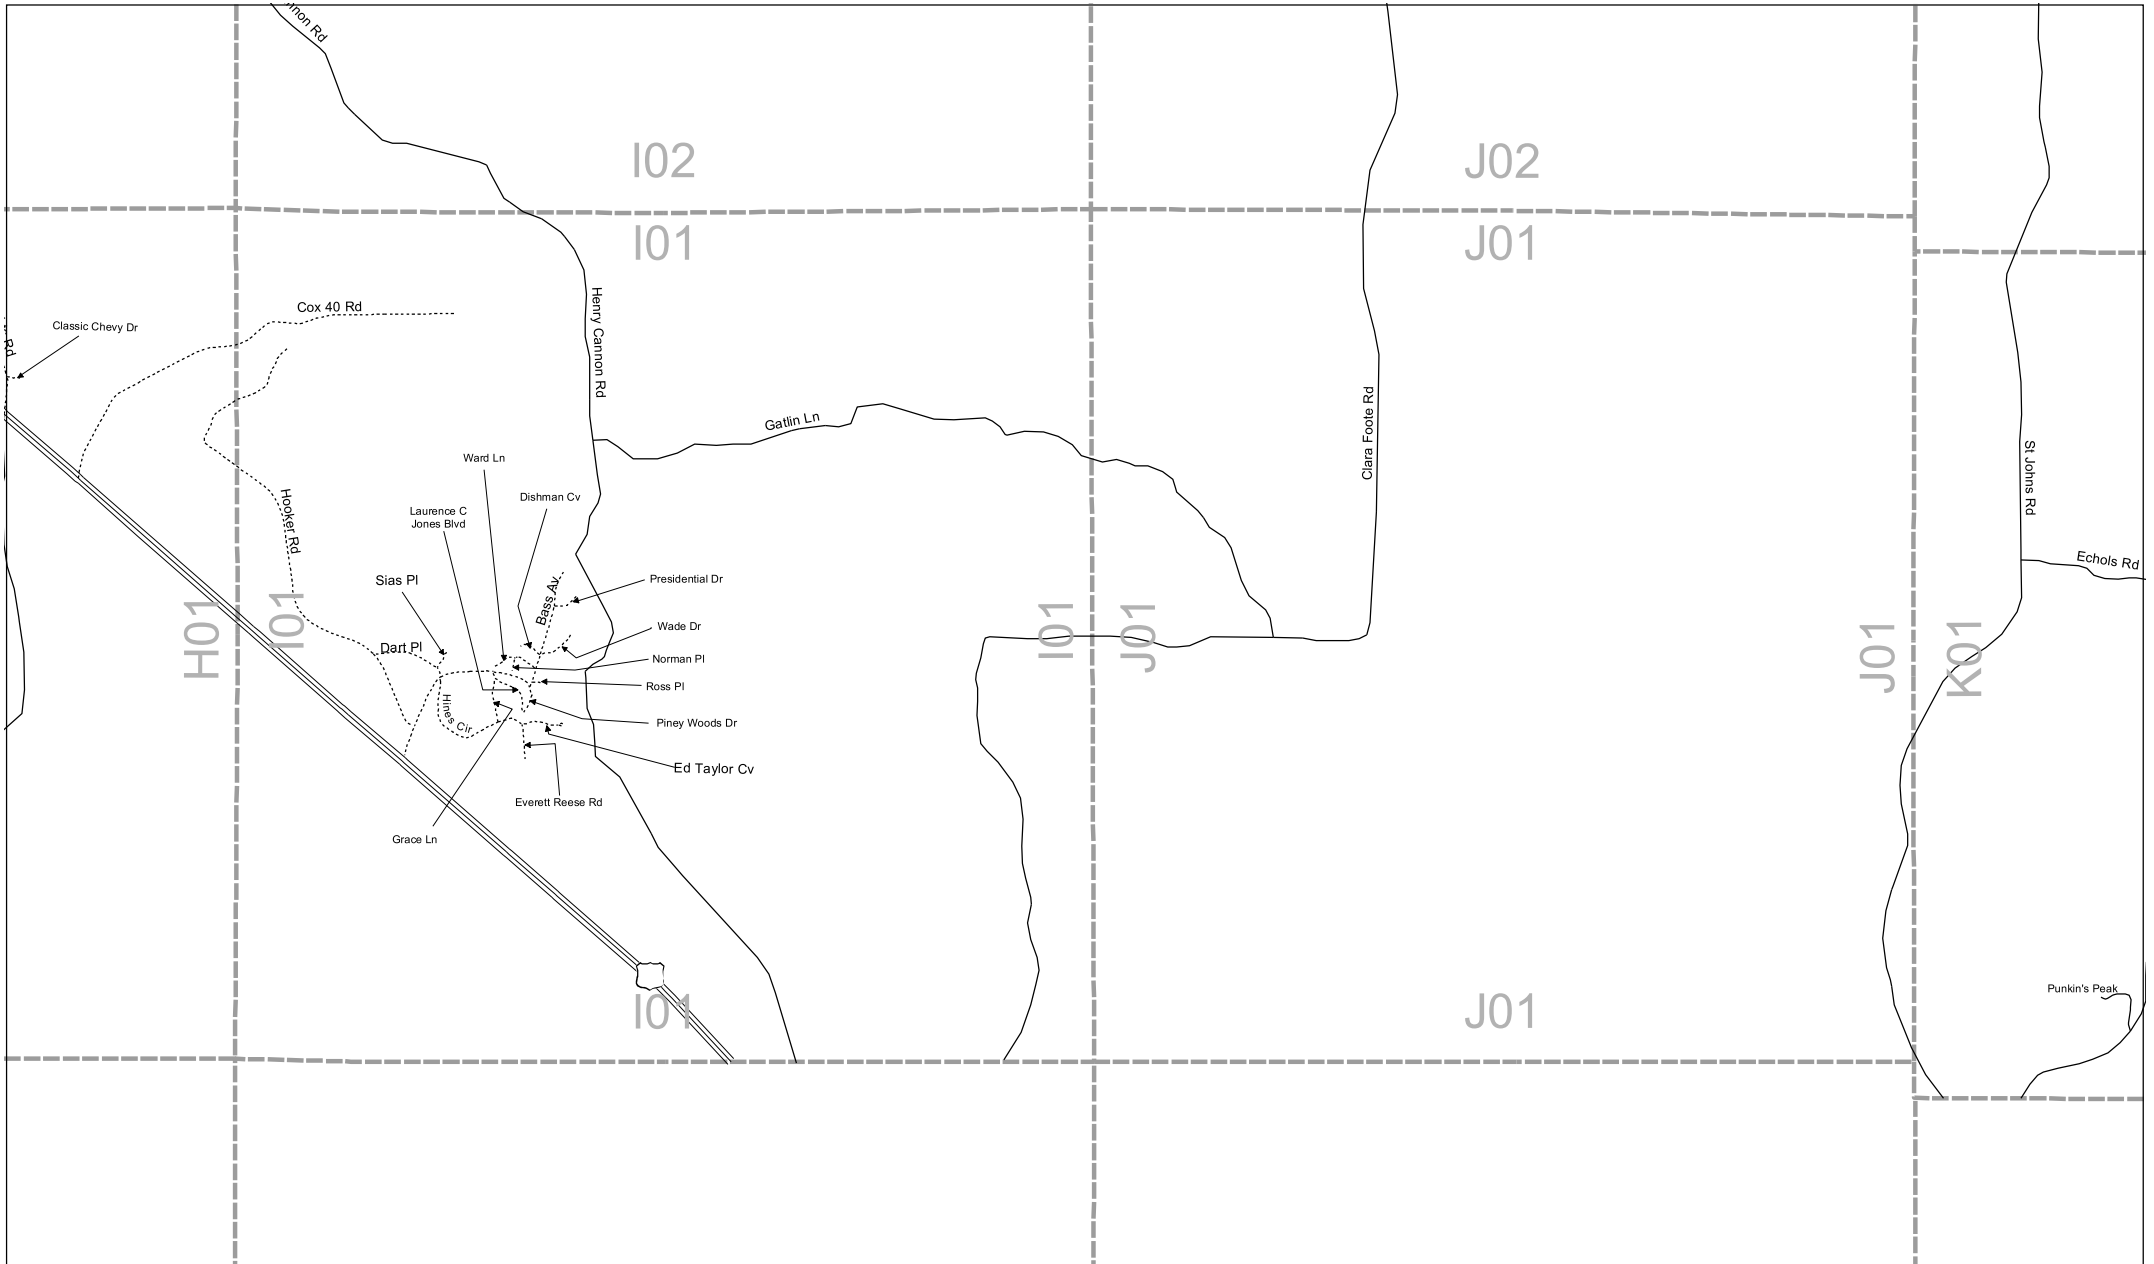 nnon Rd
I02
J02
I01
J01
Cox 40 Rd
Classic Chevy Dr
Rd
Henry Cannon Rd
Gatlin Ln
Clara Foote Rd
St Johns Rd
Ward Ln
Dishman Cv
Laurence C
Jones Blvd
Hooker Rd
Echols Rd
Sias Pl
Bass Av
Presidential Dr
H01
I01
I01
J01
J01
K01
Wade Dr
Dart Pl
Norman Pl
Ross Pl
Hines Cir
Piney Woods Dr
Ed Taylor Cv
Everett Reese Rd
Grace Ln
Punkin's Peak
I01
J01